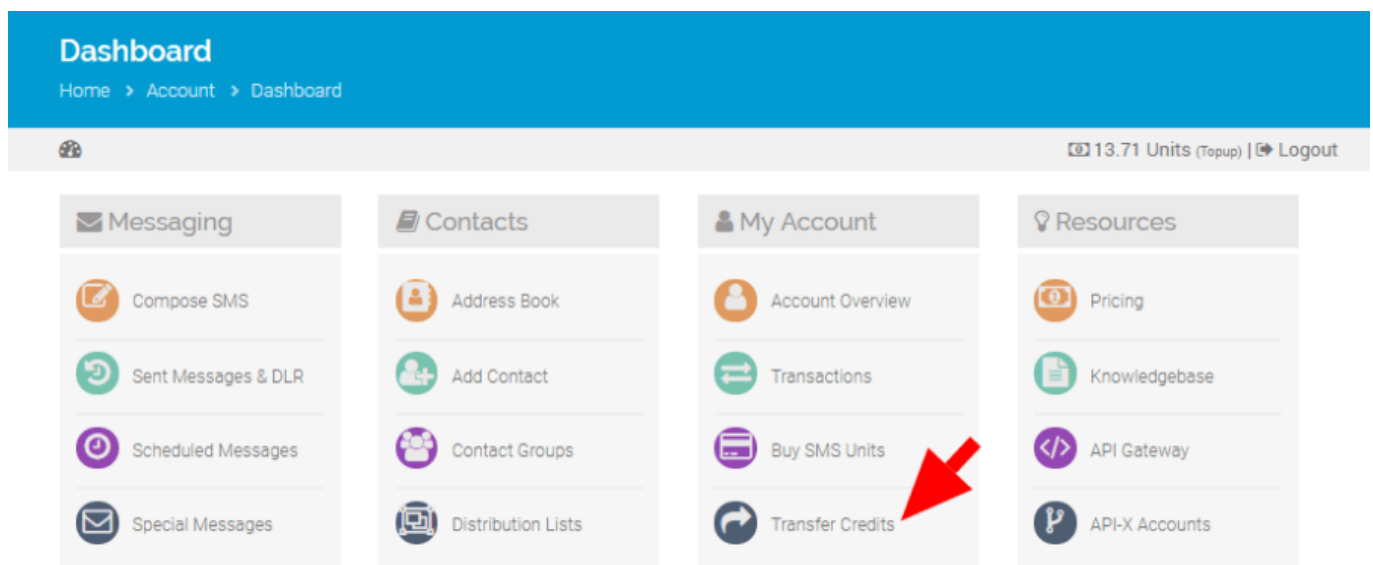 Dashboard
Home > Account > Dashboard
13.71 Units (Topup) | Logout
Messaging
Compose SMS
Sent Messages & DLR
Scheduled Messages
Special Messages
Contacts
Address Book
Add Contact
Contact Groups
Distribution Lists
My Account
Account Overview
Transactions
Buy SMS Units
Transfer Credits
Resources
Pricing
Knowledgebase
API Gateway
API-X Accounts